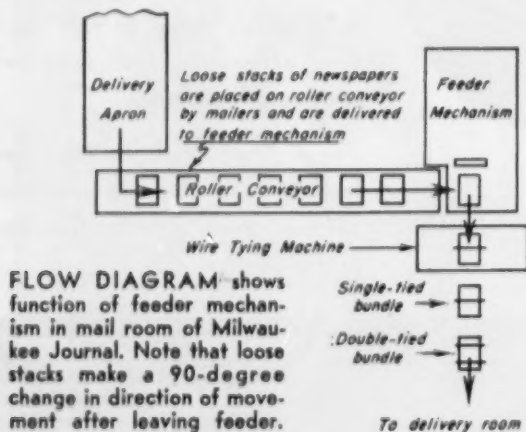 Delivery
Apron
Loose stacks of newspapers
are placed on roller conveyor
by mailers and are delivered
to feeder mechanism
Feeder
Mechanism
Roller Conveyor
Wire Tying Machine
FLOW DIAGRAM shows
function of feeder mechan-
ism in mail room of Milwau-
kee Journal. Note that loose
stacks make a 90-degree
change in direction of move-
ment after leaving feeder.
Single-tied
bundle
Double-tied
bundle
To delivery room